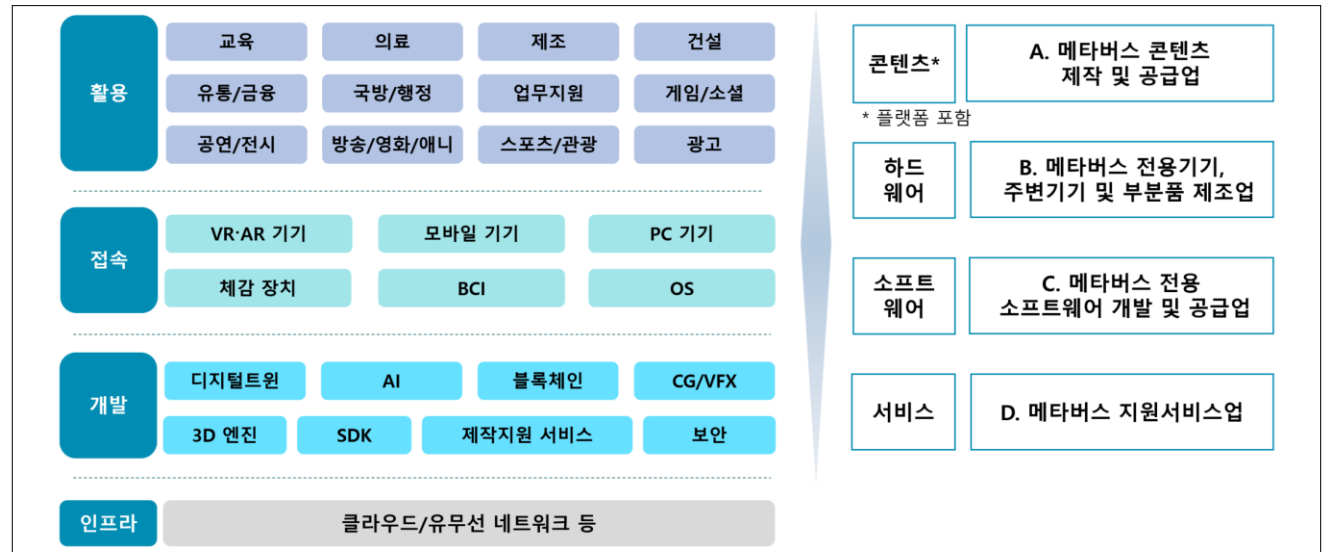 활용
교육
의료
제조
건설
유통/금융
국방/행정
업무지원
게임/소셜
공연/전시
방송/영화/애니
스포츠/관광
광고
접속
VR·AR 기기
모바일 기기
PC 기기
체감 장치
BCI
OS
개발
디지털트윈
AI
블록체인
CG/VFX
3D 엔진
SDK
제작지원 서비스
보안
인프라
클라우드/유무선 네트워크 등
콘텐츠*
A. 메타버스 콘텐츠
제작 및 공급업
* 플랫폼 포함
하드
웨어
B. 메타버스 전용기기,
주변기기 및 부분품 제조업
소프트
웨어
C. 메타버스 전용
소프트웨어 개발 및 공급업
서비스
D. 메타버스 지원서비스업